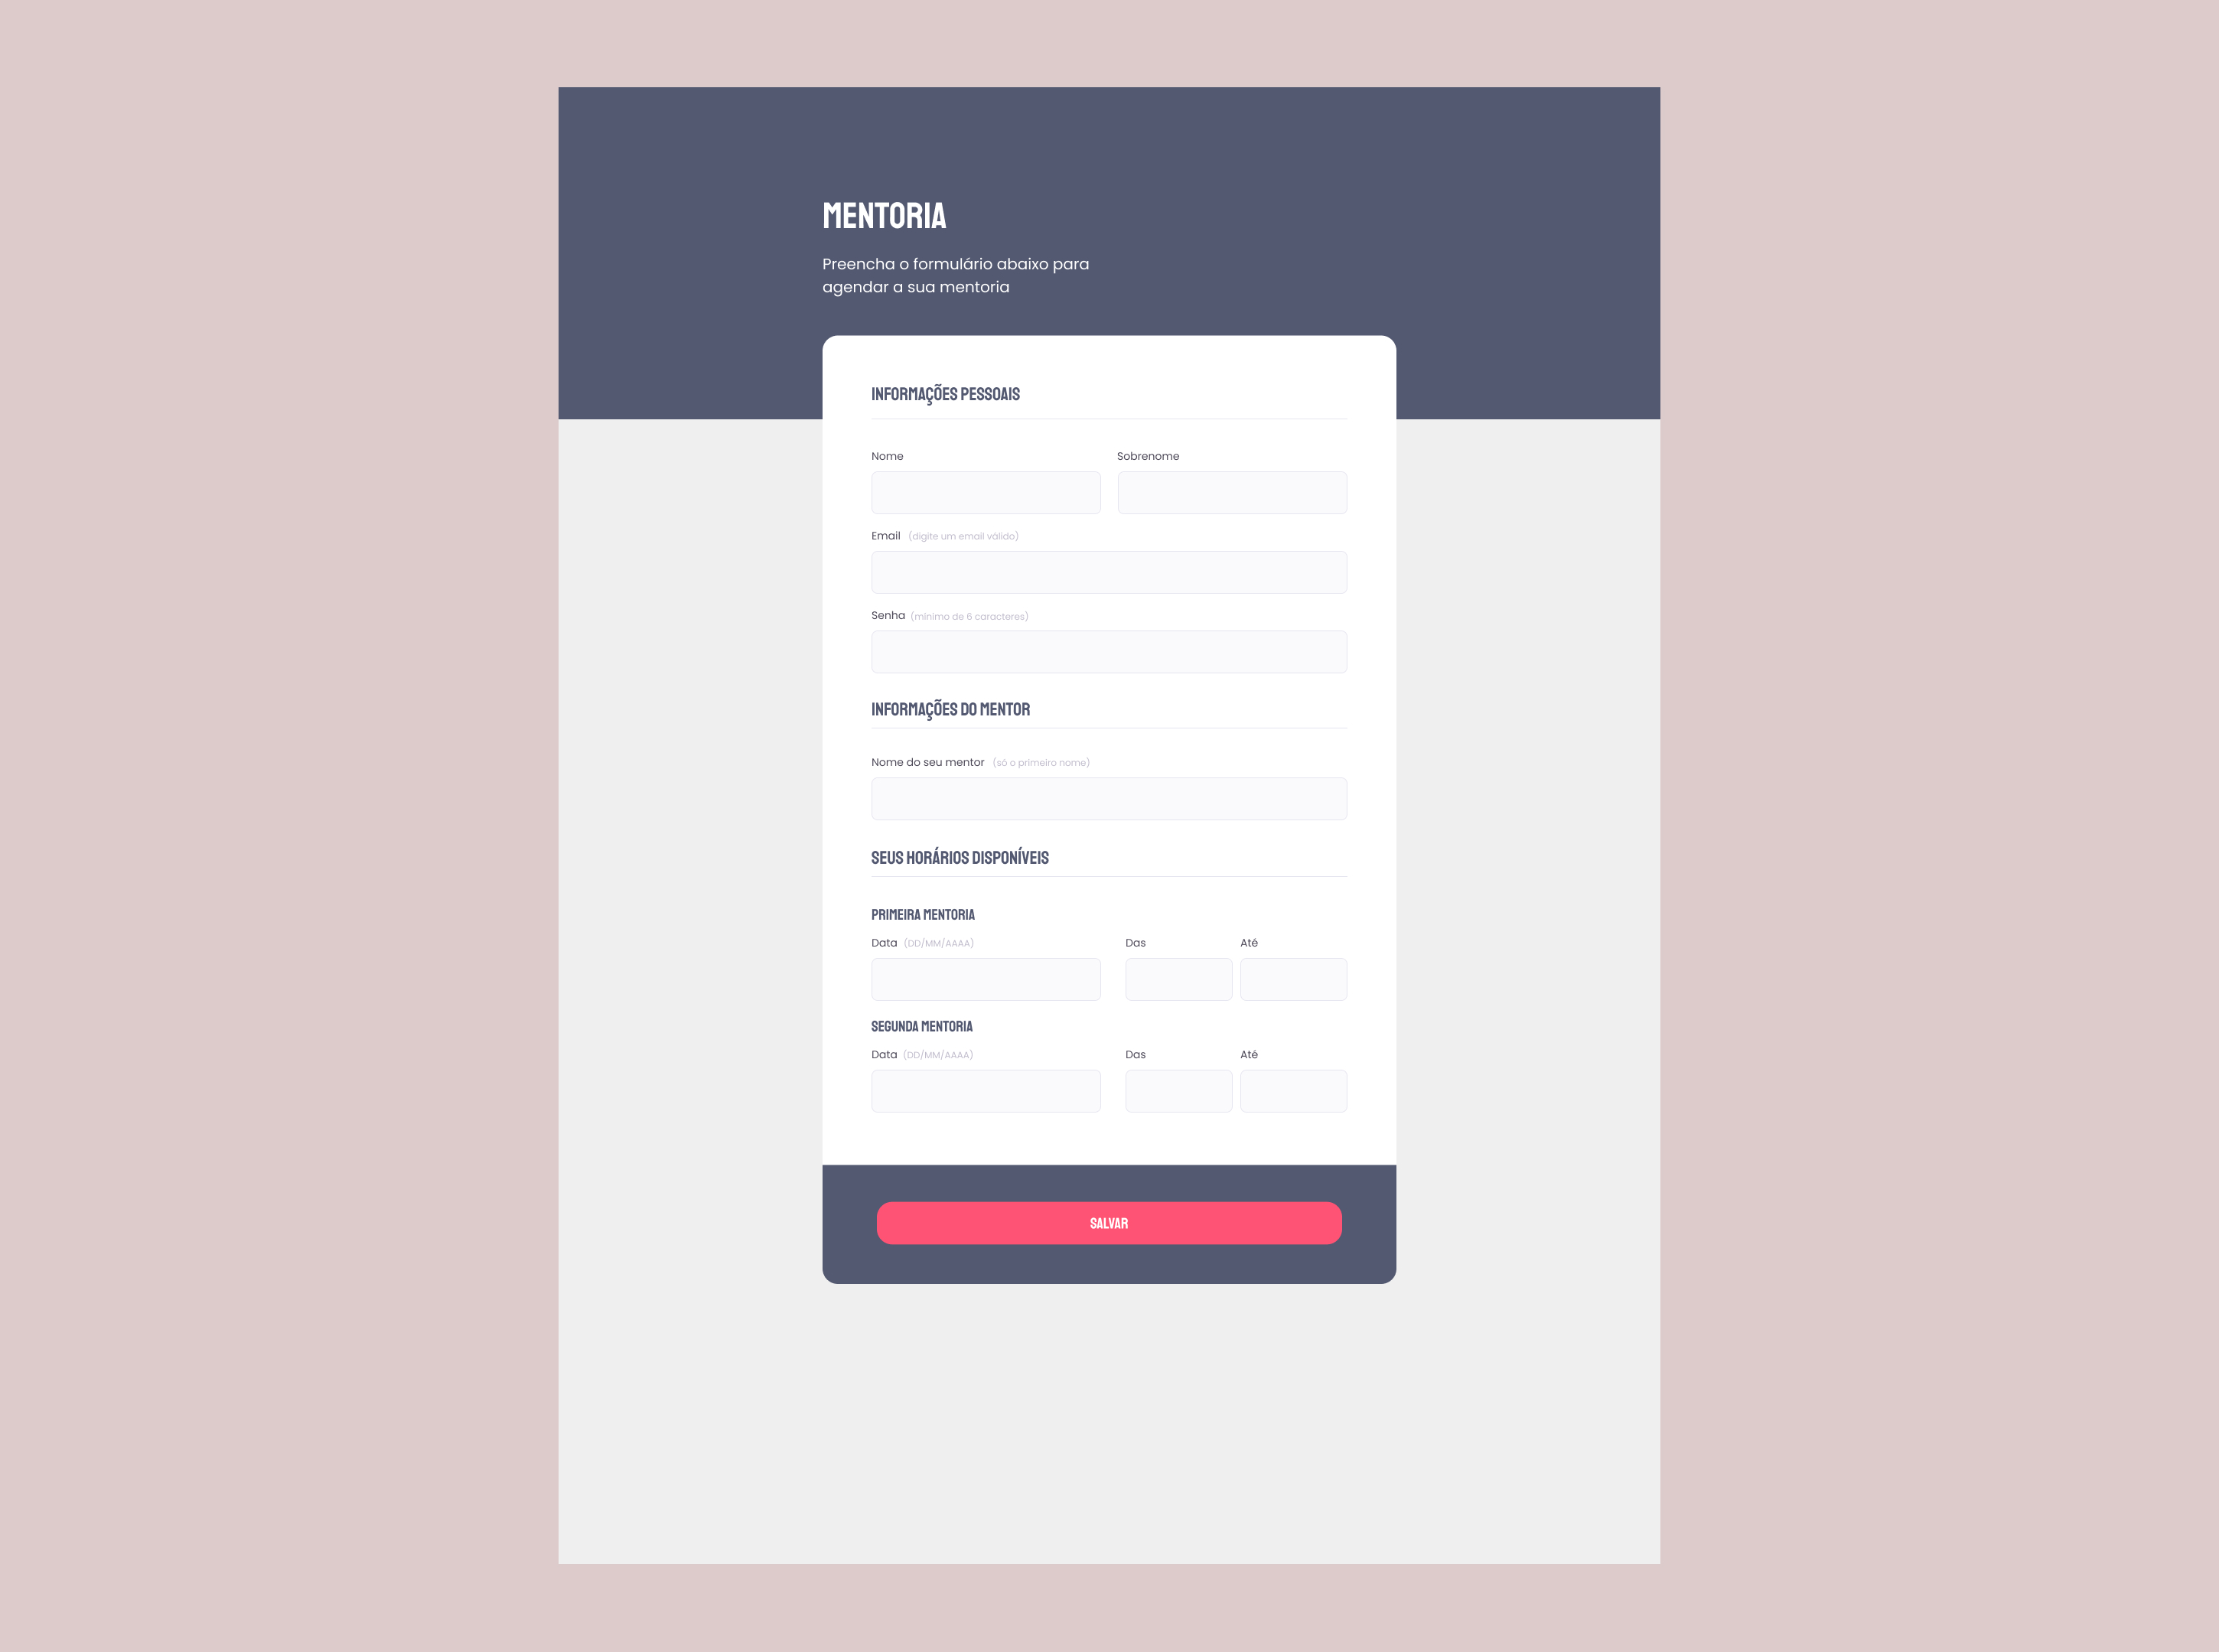 MENTORIA
Preencha o formulário abaixo para
agendar a sua mentoria
INFORMAÇÕES PESSOAIS
Nome Sobrenome
Email (digite um email válido)
Senha (mínimo de 6 caracteres)
INFORMAÇÕES DO MENTOR
Nome do seu mentor (só o primeiro nome)
SEUS HORÁRIOS DISPONÍVEIS
PRIMEIRA MENTORIA
Data (DD/MM/AAAA) Das Até
SEGUNDA MENTORIA
Data (DD/MM/AAAA) Das Até
SALVAR